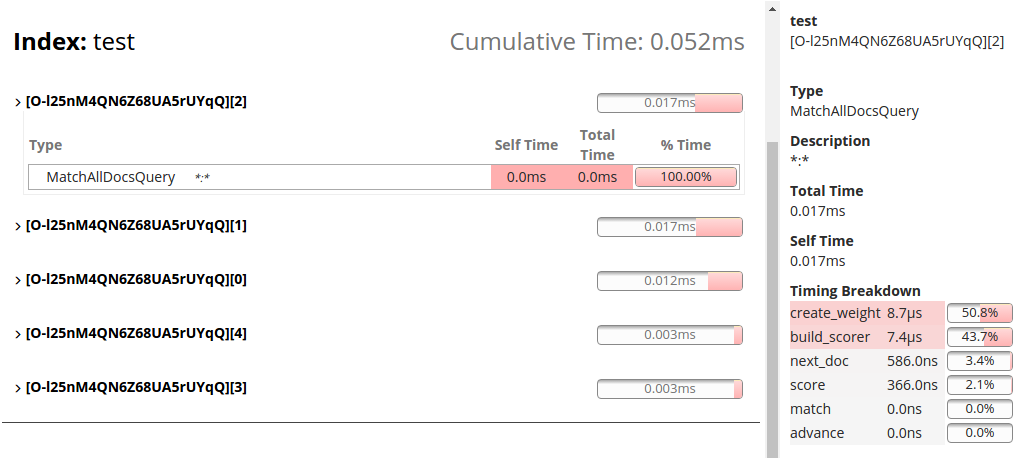 Index: test
Cumulative Time: 0.052ms
[O-l25nM4QN6Z68UA5rUYqQ][2]
0.017ms
Type
Self Time
Total Time
% Time
MatchAllDocsQuery *:*
0.0ms
0.0ms
100.00%
[O-l25nM4QN6Z68UA5rUYqQ][1]
0.017ms
[O-l25nM4QN6Z68UA5rUYqQ][0]
0.012ms
[O-l25nM4QN6Z68UA5rUYqQ][4]
0.003ms
[O-l25nM4QN6Z68UA5rUYqQ][3]
0.003ms
test
[O-l25nM4QN6Z68UA5rUYqQ][2]
Type
MatchAllDocsQuery
Description
*:*
Total Time
0.017ms
Self Time
0.017ms
Timing Breakdown
create_weight 8.7µs 50.8%
build_scorer 7.4µs 43.7%
next_doc 586.0ns 3.4%
score 366.0ns 2.1%
match 0.0ns 0.0%
advance 0.0ns 0.0%